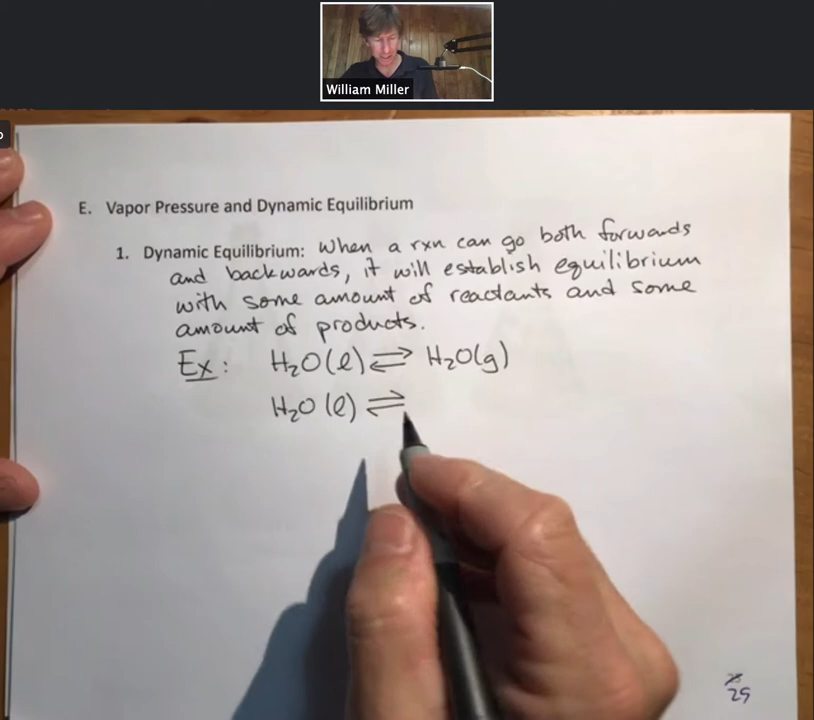 William Miller
E. Vapor Pressure and Dynamic Equilibrium
1. Dynamic Equilibrium: When a rxn can go both forwards
and backwards, it will establish equilibrium
with some amount of reactants and some
amount of products.
Ex: H₂O(l) ⇌ H₂O(g)
H₂O (l) ⇌
29